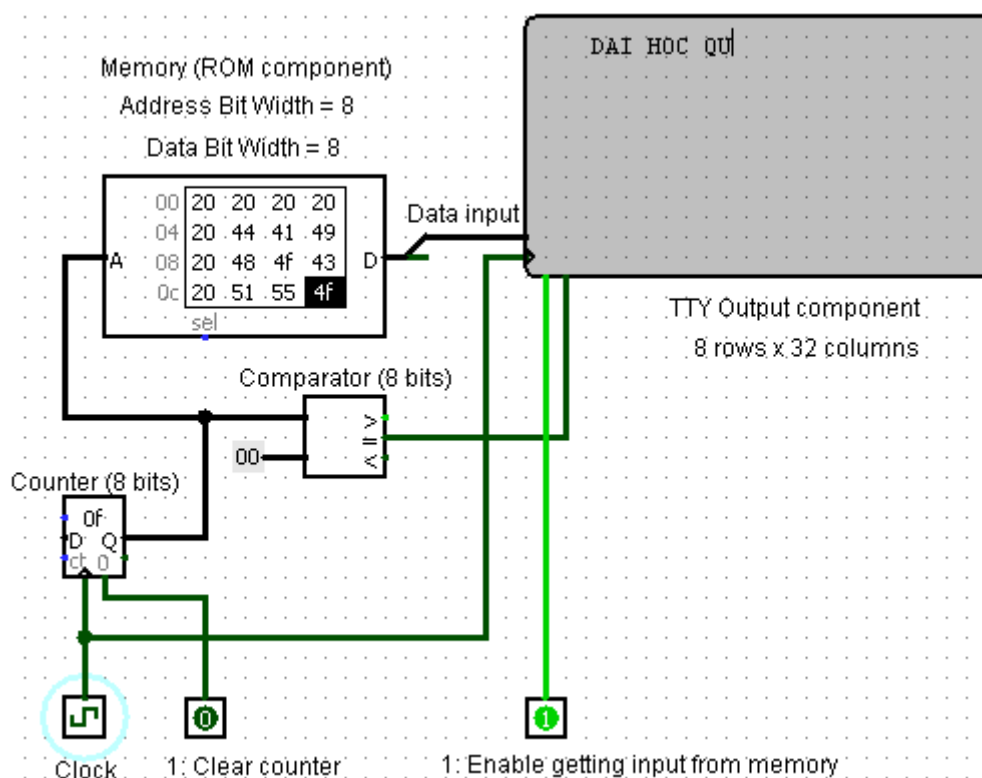 DAI HOC QU
Memory (ROM component)
Address Bit Width = 8
Data Bit Width = 8
00 20 20 20 20
04 20 44 41 49
08 20 48 4f 43
0c 20 51 55 4f
A
D
sel
Data input
TTY Output component
8 rows x 32 columns
Comparator (8 bits)
>
=
<
00
Counter (8 bits)
0f
D Q
ct 0
0
1
Clock
1: Clear counter
1: Enable getting input from memory